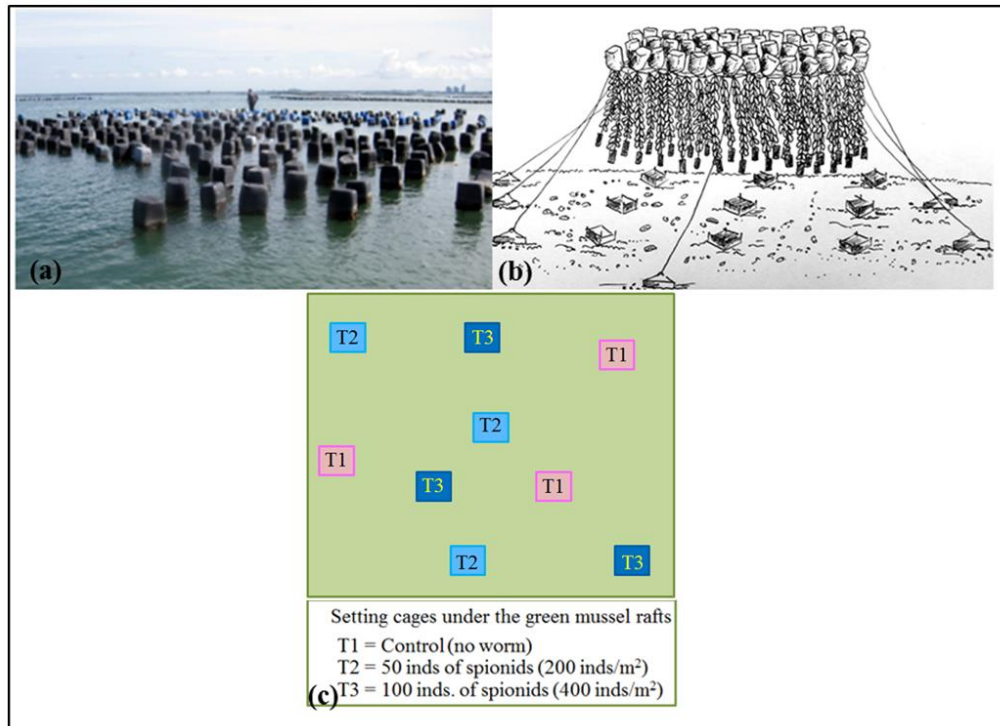 (a)
(b)
T2
T3
T1
T2
T1
T3
T1
T2
T3
Setting cages under the green mussel rafts
T1 = Control (no worm)
T2 = 50 inds of spionids (200 inds/m²)
T3 = 100 inds. of spionids (400 inds/m²)
(c)